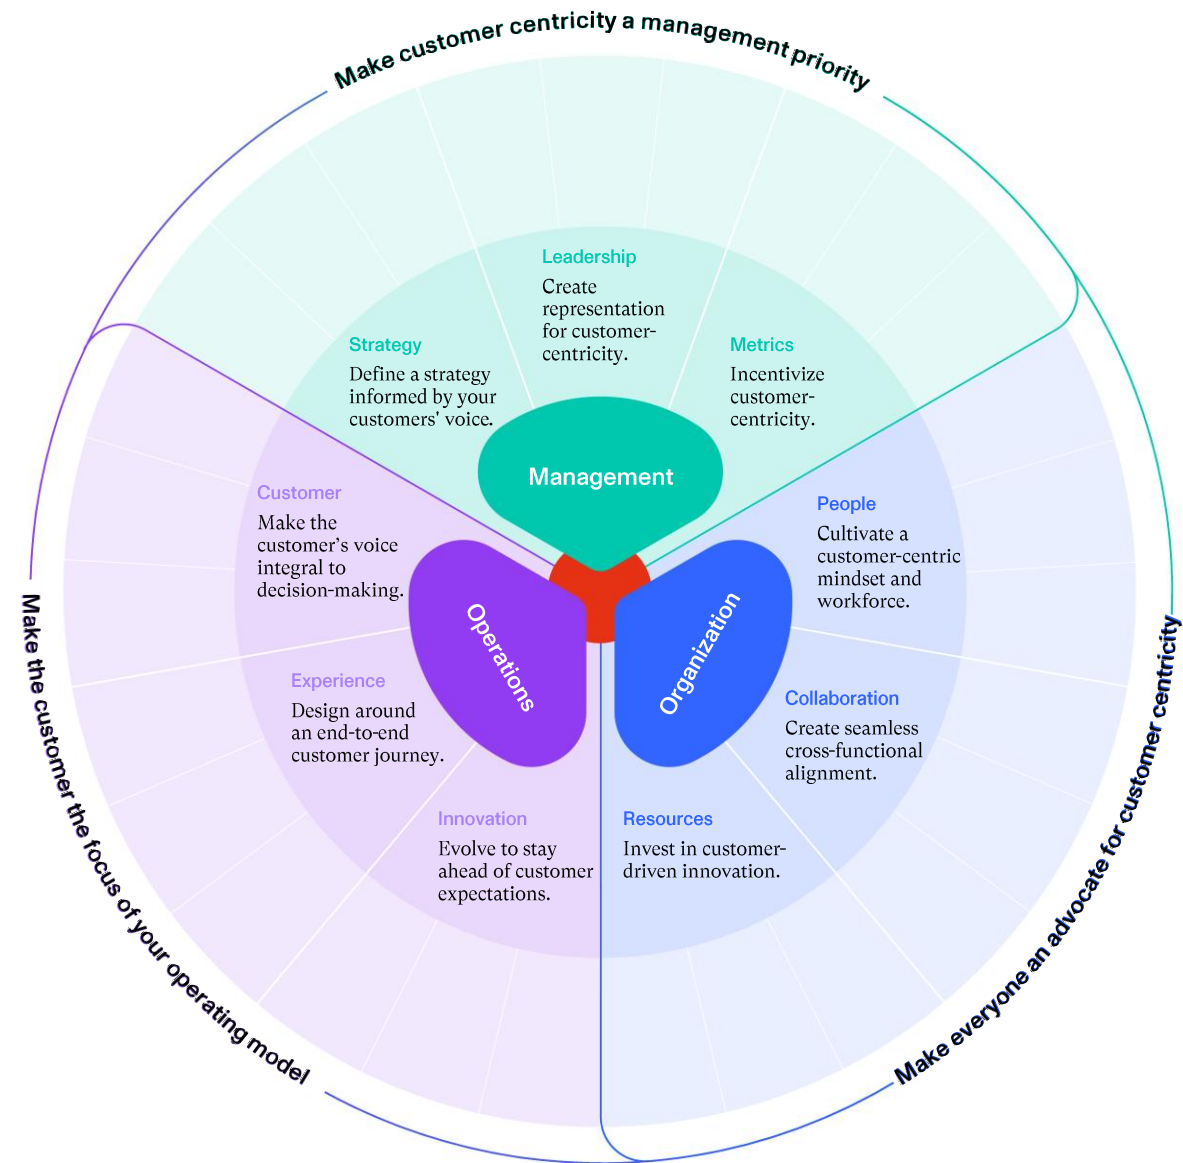 Make customer centricity a management priority
Leadership
Create
representation
for customer-
centricity.
Strategy
Define a strategy
informed by your
customers' voice.
Metrics
Incentivize
customer-
centricity.
Management
Customer
Make the
customer’s voice
integral to
decision-making.
People
Cultivate a
customer-centric
mindset and
workforce.
Operations
Organization
Experience
Design around
an end-to-end
customer journey.
Collaboration
Create seamless
cross-functional
alignment.
Innovation
Evolve to stay
ahead of customer
expectations.
Resources
Invest in customer-
driven innovation.
Make the customer the focus of your operating model
Make everyone an advocate for customer centricity